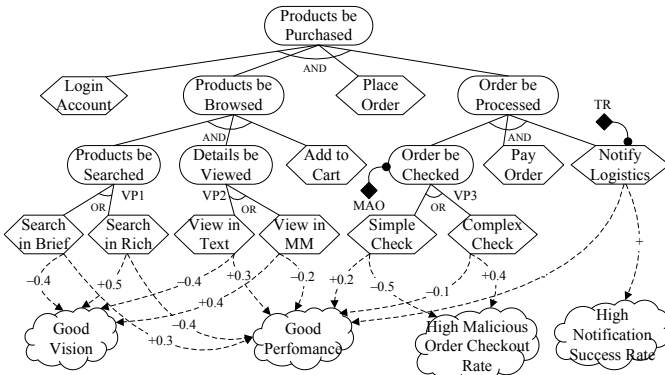 Products be
Purchased
AND
Login
Account
Products be
Browsed
Place
Order
Order be
Processed
TR
AND
AND
Products be
Searched
Details be
Viewed
Add to
Cart
Order be
Checked
Pay
Order
Notify
Logistics
VP1
OR
VP2
OR
MAO
VP3
OR
Search
in Brief
Search
in Rich
View in
Text
View in
MM
Simple
Check
Complex
Check
−0.4
+0.5
−0.4
+0.3
−0.2
+0.2
−0.5
−0.1
+0.4
+
+0.4
−0.4
+0.3
Good
Vision
Good
Perfomance
High Malicious
Order Checkout
Rate
High
Notification
Success Rate